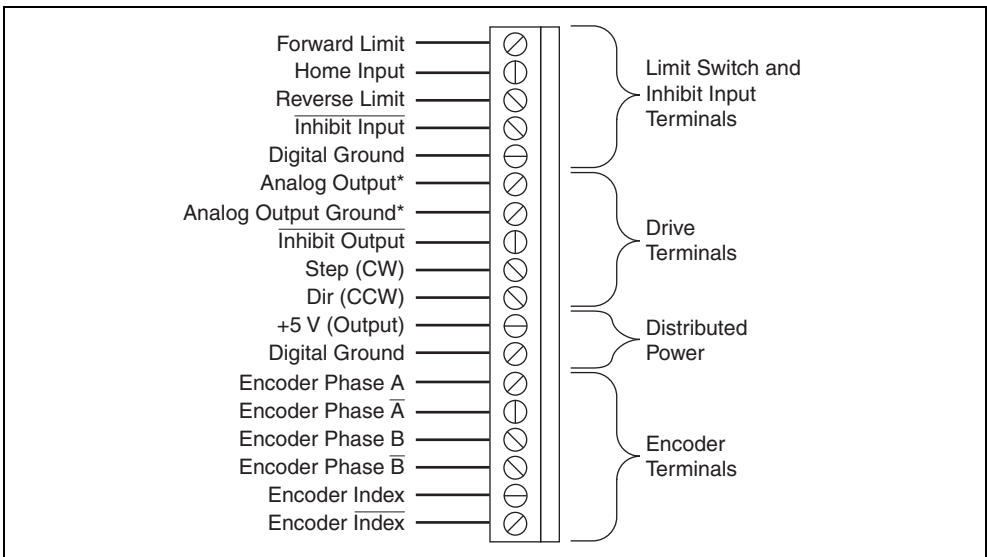 Forward Limit
Home Input
Reverse Limit
Inhibit Input
Digital Ground
Analog Output*
Analog Output Ground*
Inhibit Output
Step (CW)
Dir (CCW)
+5 V (Output)
Digital Ground
Encoder Phase A
Encoder Phase A̅
Encoder Phase B
Encoder Phase B̅
Encoder Index
Encoder Index
Limit Switch and
Inhibit Input
Terminals
Drive
Terminals
Distributed
Power
Encoder
Terminals